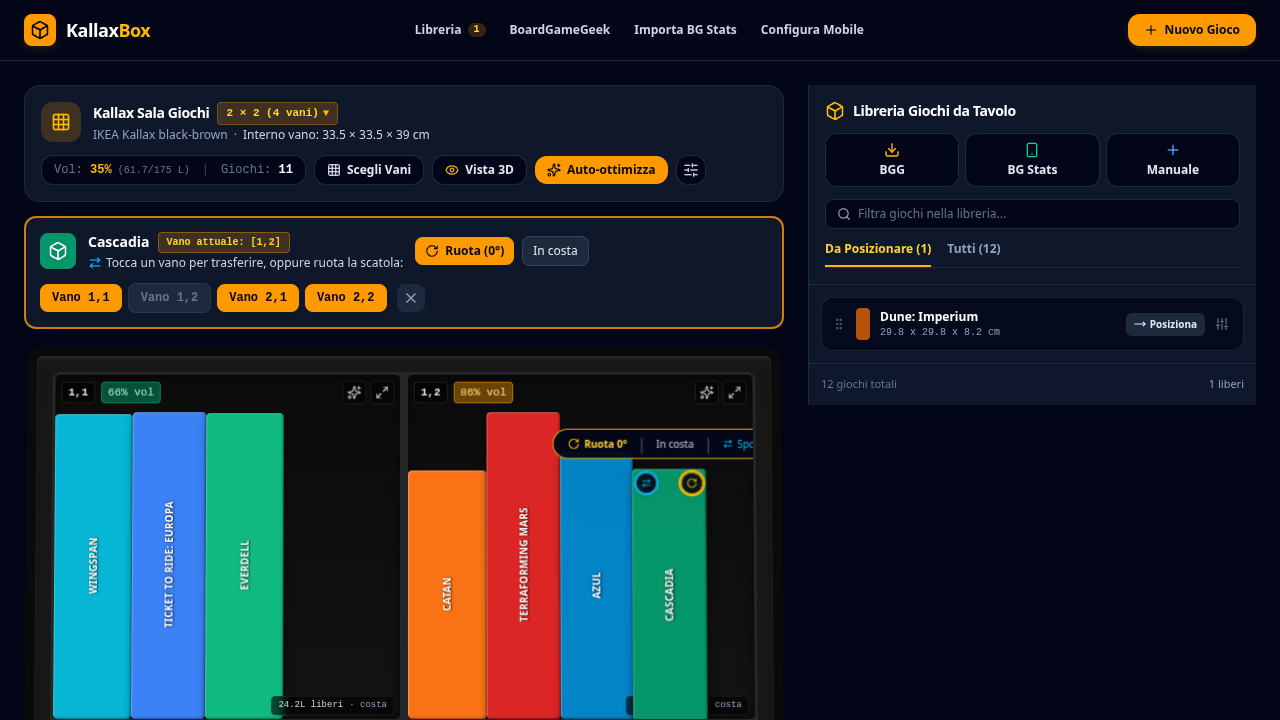 KallaxBox
Libreria 1
BoardGameGeek
Importa BG Stats
Configura Mobile
Nuovo Gioco
Kallax Sala Giochi
2 × 2 (4 vani) ▾
IKEA Kallax black-brown · Interno vano: 33.5 × 33.5 × 39 cm
Vol: 35% (61.7/175 L) | Giochi: 11
Scegli Vani
Vista 3D
Auto-ottimizza
Cascadia
Vano attuale: [1,2]
Tocca un vano per trasferire, oppure ruota la scatola:
Ruota (0°)
In costa
Vano 1,1
Vano 1,2
Vano 2,1
Vano 2,2
1,1
66% vol
WINGSPAN
TICKET TO RIDE: EUROPA
EVERDELL
24.2L liberi · costa
1,2
86% vol
Ruota 0°
In costa
CATAN
TERRAFORMING MARS
AZUL
CASCADIA
costa
Libreria Giochi da Tavolo
BGG
BG Stats
Manuale
Filtra giochi nella libreria...
Da Posizionare (1)
Tutti (12)
Dune: Imperium
29.8 x 29.8 x 8.2 cm
Posiziona
12 giochi totali
1 liberi